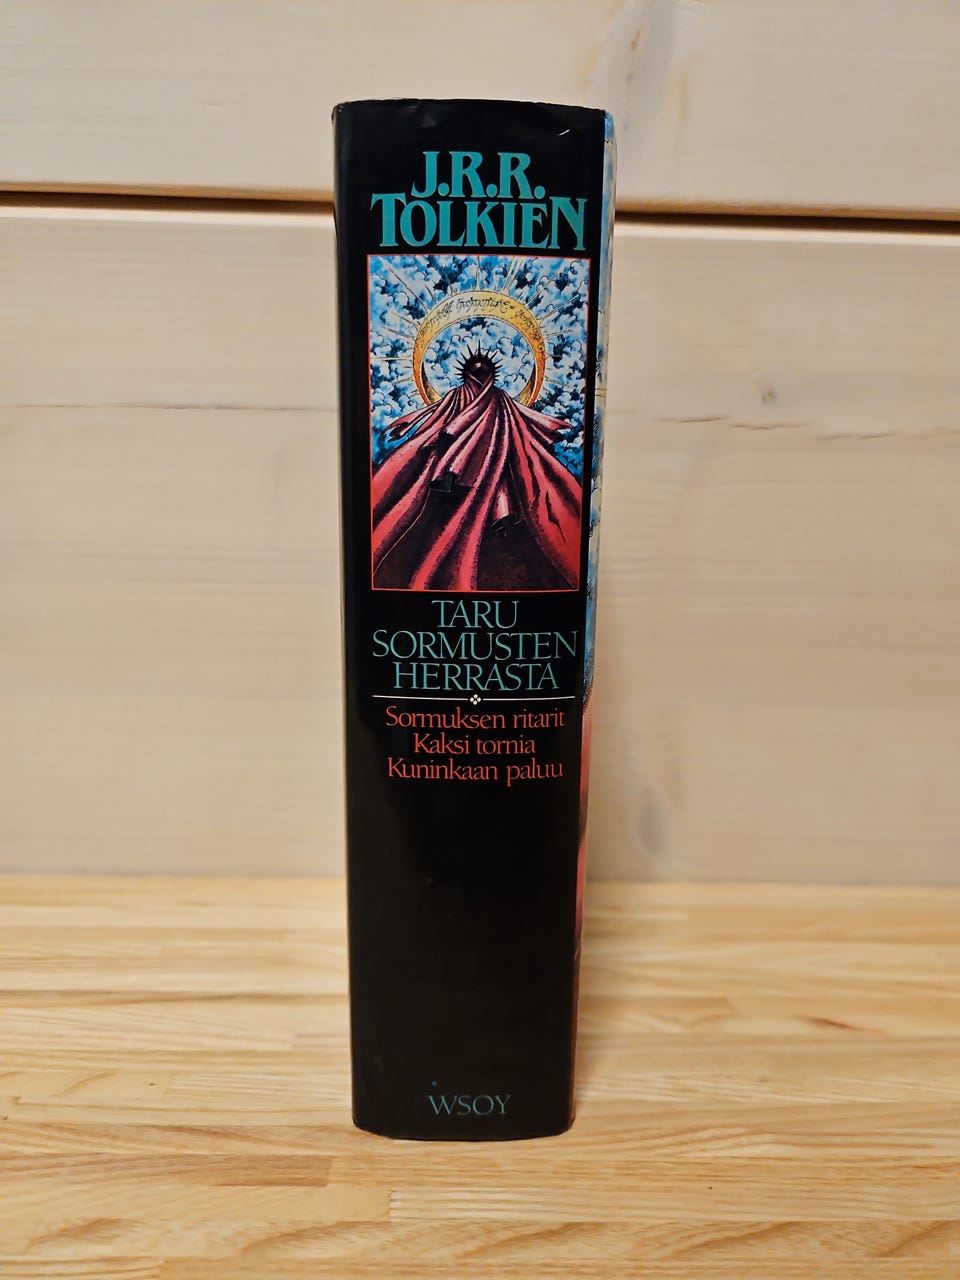 J.R.R.
TOLKIEN
TARU
SORMUSTEN
HERRASTA
Sormuksen ritarit
Kaksi tornia
Kuninkaan paluu
WSOY